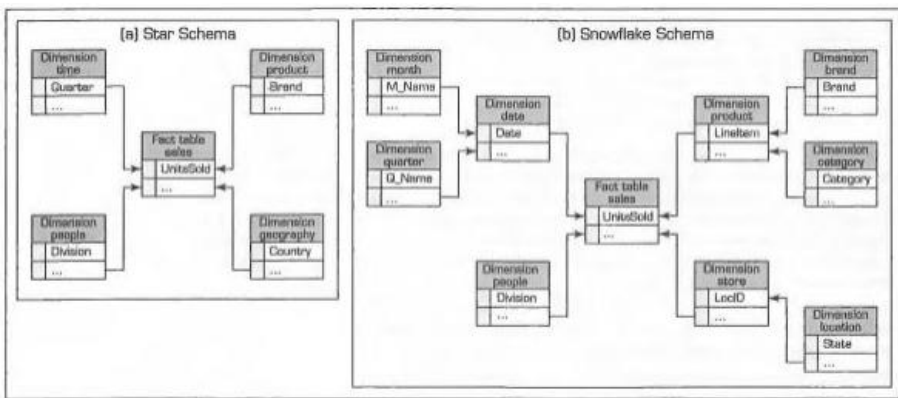 (a) Star Schema
Dimension
time
Quarter
...
Dimension
product
Brand
...
Fact table
sales
UnitsSold
...
Dimension
people
Division
...
Dimension
geography
Country
...
(b) Snowflake Schema
Dimension
month
M_Name
...
Dimension
quarter
Q_Name
...
Dimension
date
Date
...
Dimension
people
Division
...
Fact table
sales
UnitsSold
...
Dimension
product
LineItem
...
Dimension
store
LocID
...
Dimension
brand
Brand
...
Dimension
category
Category
...
Dimension
location
State
...